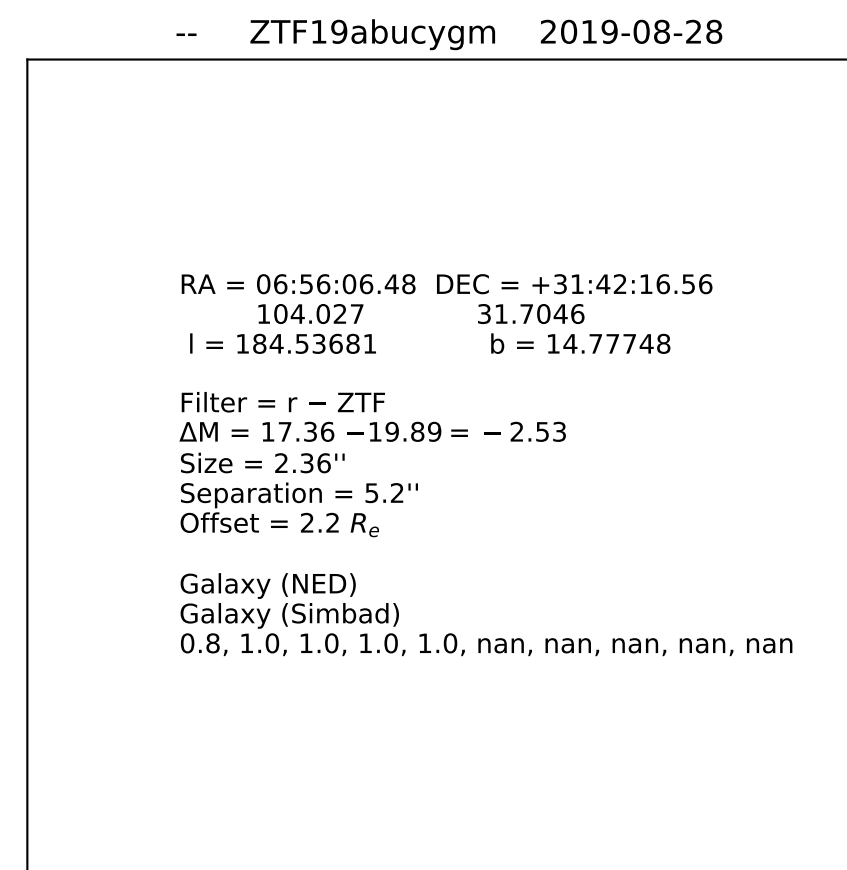 --   ZTF19abucygm   2019-08-28
RA = 06:56:06.48 DEC = +31:42:16.56
104.027   31.7046
l = 184.53681   b = 14.77748
Filter = r − ZTF
ΔM = 17.36 −19.89 = −2.53
Size = 2.36''
Separation = 5.2''
Offset = 2.2 Re
Galaxy (NED)
Galaxy (Simbad)
0.8, 1.0, 1.0, 1.0, 1.0, nan, nan, nan, nan, nan